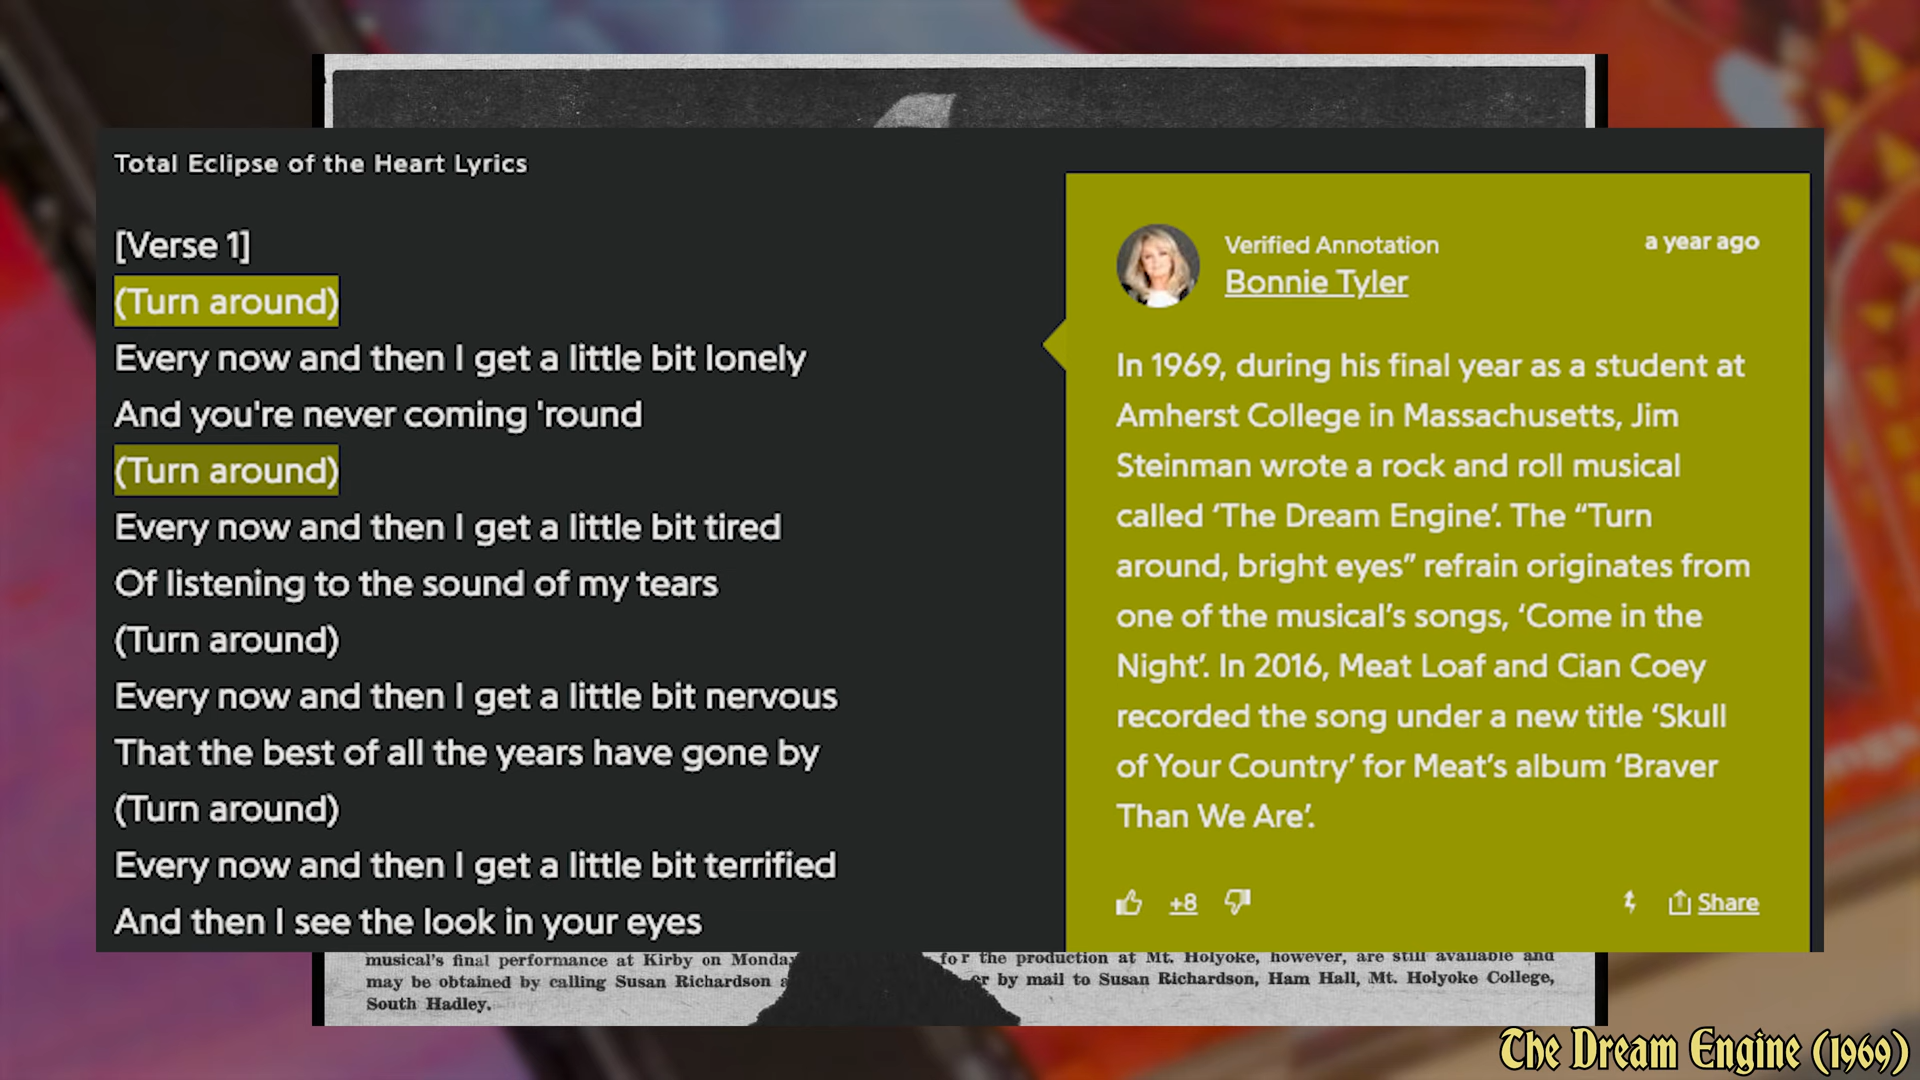 Total Eclipse of the Heart Lyrics
[Verse 1]
(Turn around)
Every now and then I get a little bit lonely
And you're never coming 'round
(Turn around)
Every now and then I get a little bit tired
Of listening to the sound of my tears
(Turn around)
Every now and then I get a little bit nervous
That the best of all the years have gone by
(Turn around)
Every now and then I get a little bit terrified
And then I see the look in your eyes
Verified Annotation
a year ago
Bonnie Tyler
In 1969, during his final year as a student at
Amherst College in Massachusetts, Jim
Steinman wrote a rock and roll musical
called ‘The Dream Engine’. The “Turn
around, bright eyes” refrain originates from
one of the musical’s songs, ‘Come in the
Night’. In 2016, Meat Loaf and Cian Coey
recorded the song under a new title ‘Skull
of Your Country’ for Meat’s album ‘Braver
Than We Are’.
+8
Share
musical's final performance at Kirby on Monday
may be obtained by calling Susan Richardson
South Hadley.
for the production at Mt. Holyoke, however, are still available and
by mail to Susan Richardson, Ham Hall, Mt. Holyoke College,
The Dream Engine (1969)